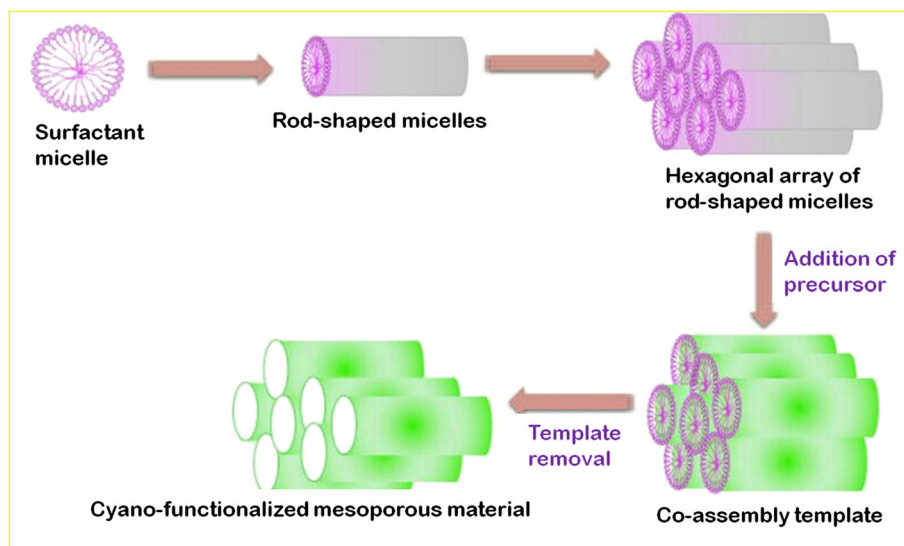 Surfactant
micelle
Rod-shaped micelles
Hexagonal array of
rod-shaped micelles
Addition of
precursor
Template
removal
Cyano-functionalized mesoporous material
Co-assembly template